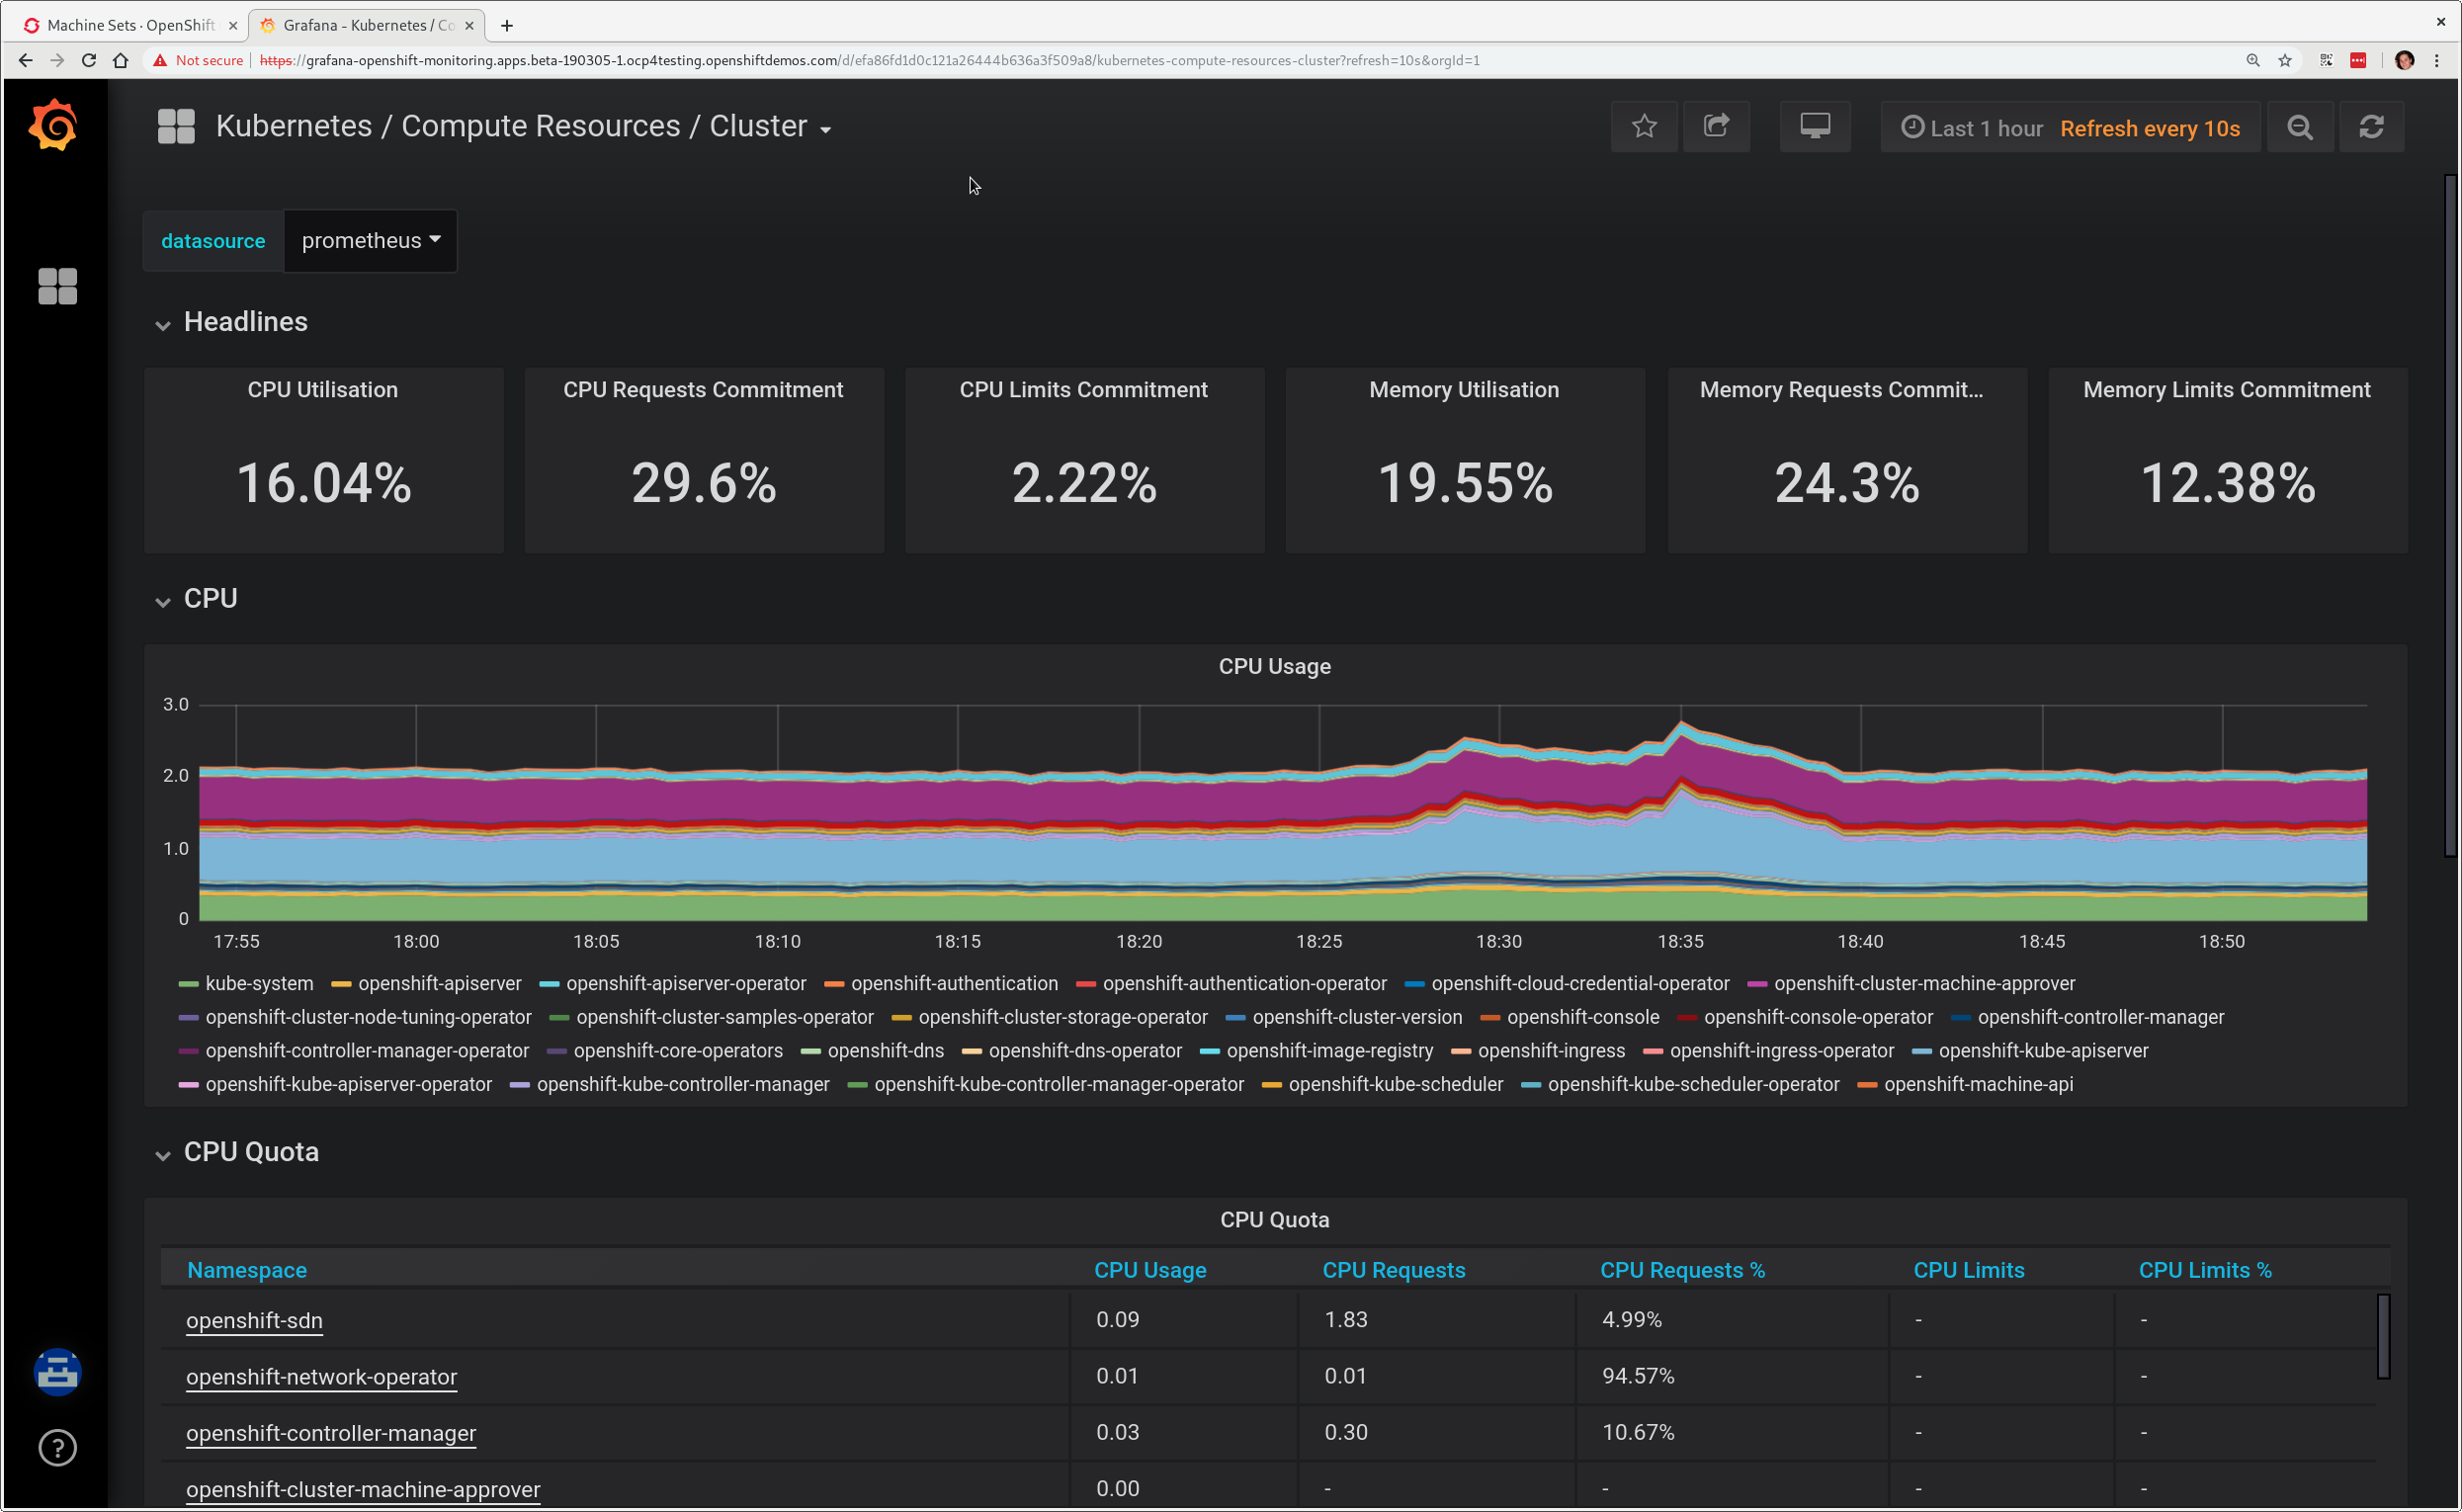 Machine Sets · OpenShift
Grafana - Kubernetes / Co
Not secure | https://grafana-openshift-monitoring.apps.beta-190305-1.ocp4testing.openshiftdemos.com/d/efa86fd1d0c121a26444b636a3f509a8/kubernetes-compute-resources-cluster?refresh=10s&orgId=1
Kubernetes / Compute Resources / Cluster
Last 1 hour Refresh every 10s
datasource prometheus
Headlines
CPU Utilisation
CPU Requests Commitment
CPU Limits Commitment
Memory Utilisation
Memory Requests Commit...
Memory Limits Commitment
16.04%
29.6%
2.22%
19.55%
24.3%
12.38%
CPU
CPU Usage
3.0
2.0
1.0
0
17:55 18:00 18:05 18:10 18:15 18:20 18:25 18:30 18:35 18:40 18:45 18:50
kube-system openshift-apiserver openshift-apiserver-operator openshift-authentication openshift-authentication-operator openshift-cloud-credential-operator openshift-cluster-machine-approver
openshift-cluster-node-tuning-operator openshift-cluster-samples-operator openshift-cluster-storage-operator openshift-cluster-version openshift-console openshift-console-operator openshift-controller-manager
openshift-controller-manager-operator openshift-core-operators openshift-dns openshift-dns-operator openshift-image-registry openshift-ingress openshift-ingress-operator openshift-kube-apiserver
openshift-kube-apiserver-operator openshift-kube-controller-manager openshift-kube-controller-manager-operator openshift-kube-scheduler openshift-kube-scheduler-operator openshift-machine-api
CPU Quota
CPU Quota
Namespace CPU Usage CPU Requests CPU Requests % CPU Limits CPU Limits %
openshift-sdn 0.09 1.83 4.99% - -
openshift-network-operator 0.01 0.01 94.57% - -
openshift-controller-manager 0.03 0.30 10.67% - -
openshift-cluster-machine-approver 0.00 - - - -